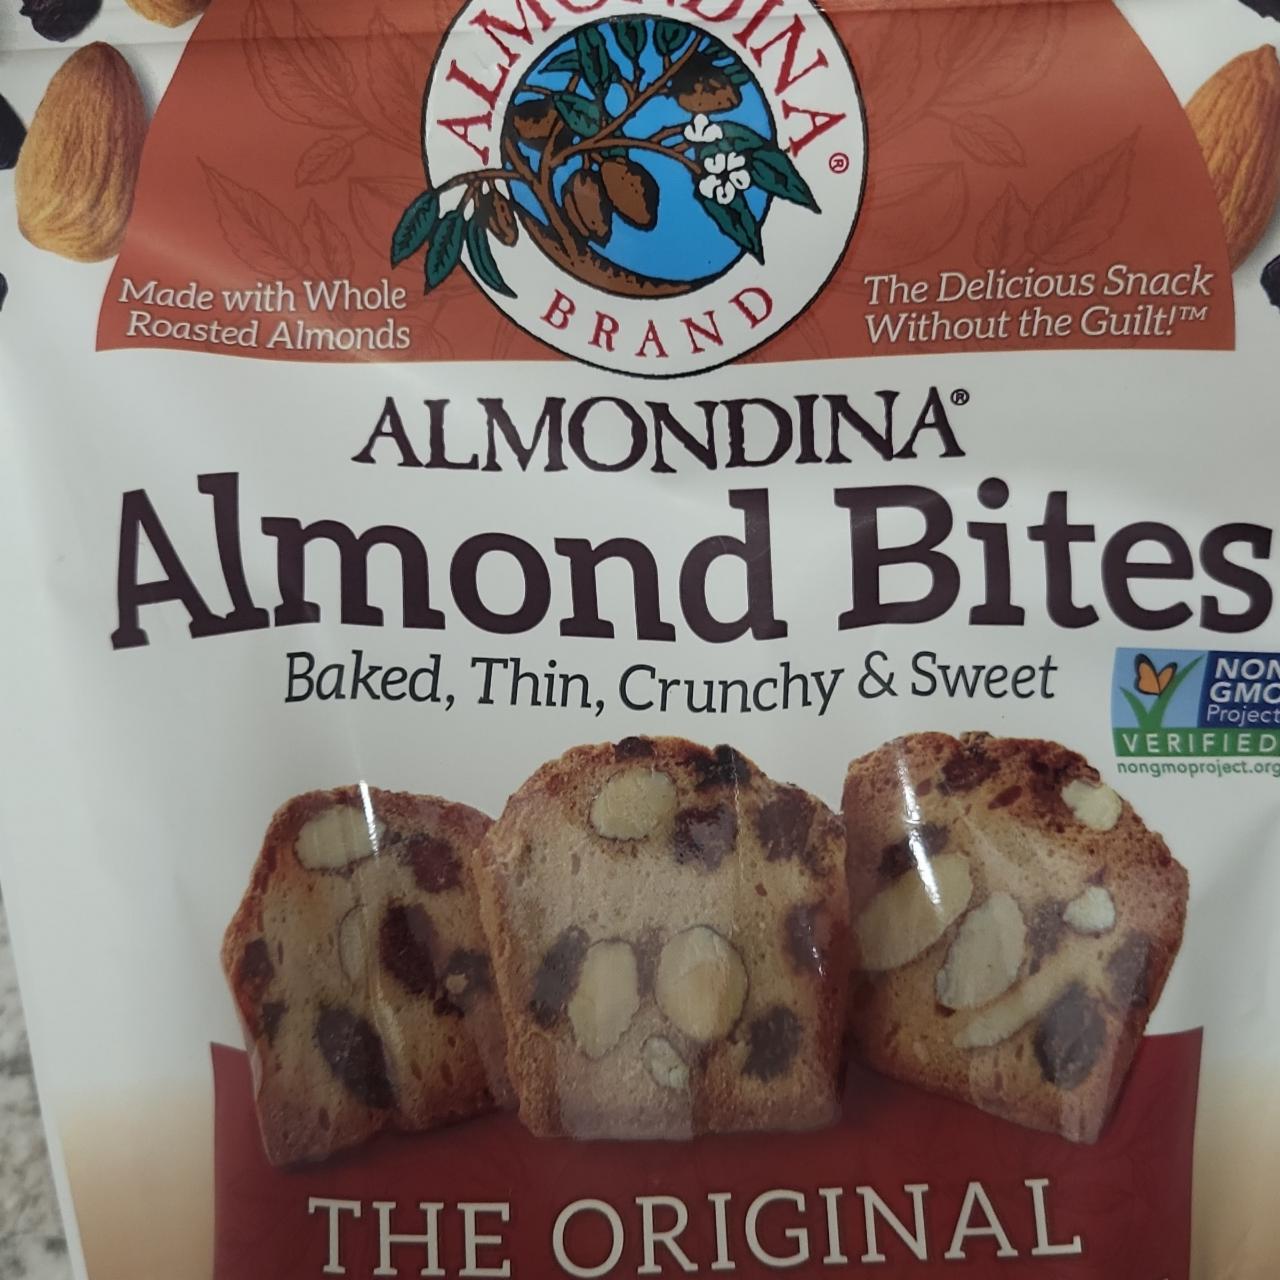 ALMONDINA®
BRAND
Made with Whole
Roasted Almonds
The Delicious Snack
Without the Guilt!™
ALMONDINA®
Almond Bites
Baked, Thin, Crunchy & Sweet
NON
GMO
Project
VERIFIED
nongmoproject.org
THE ORIGINAL